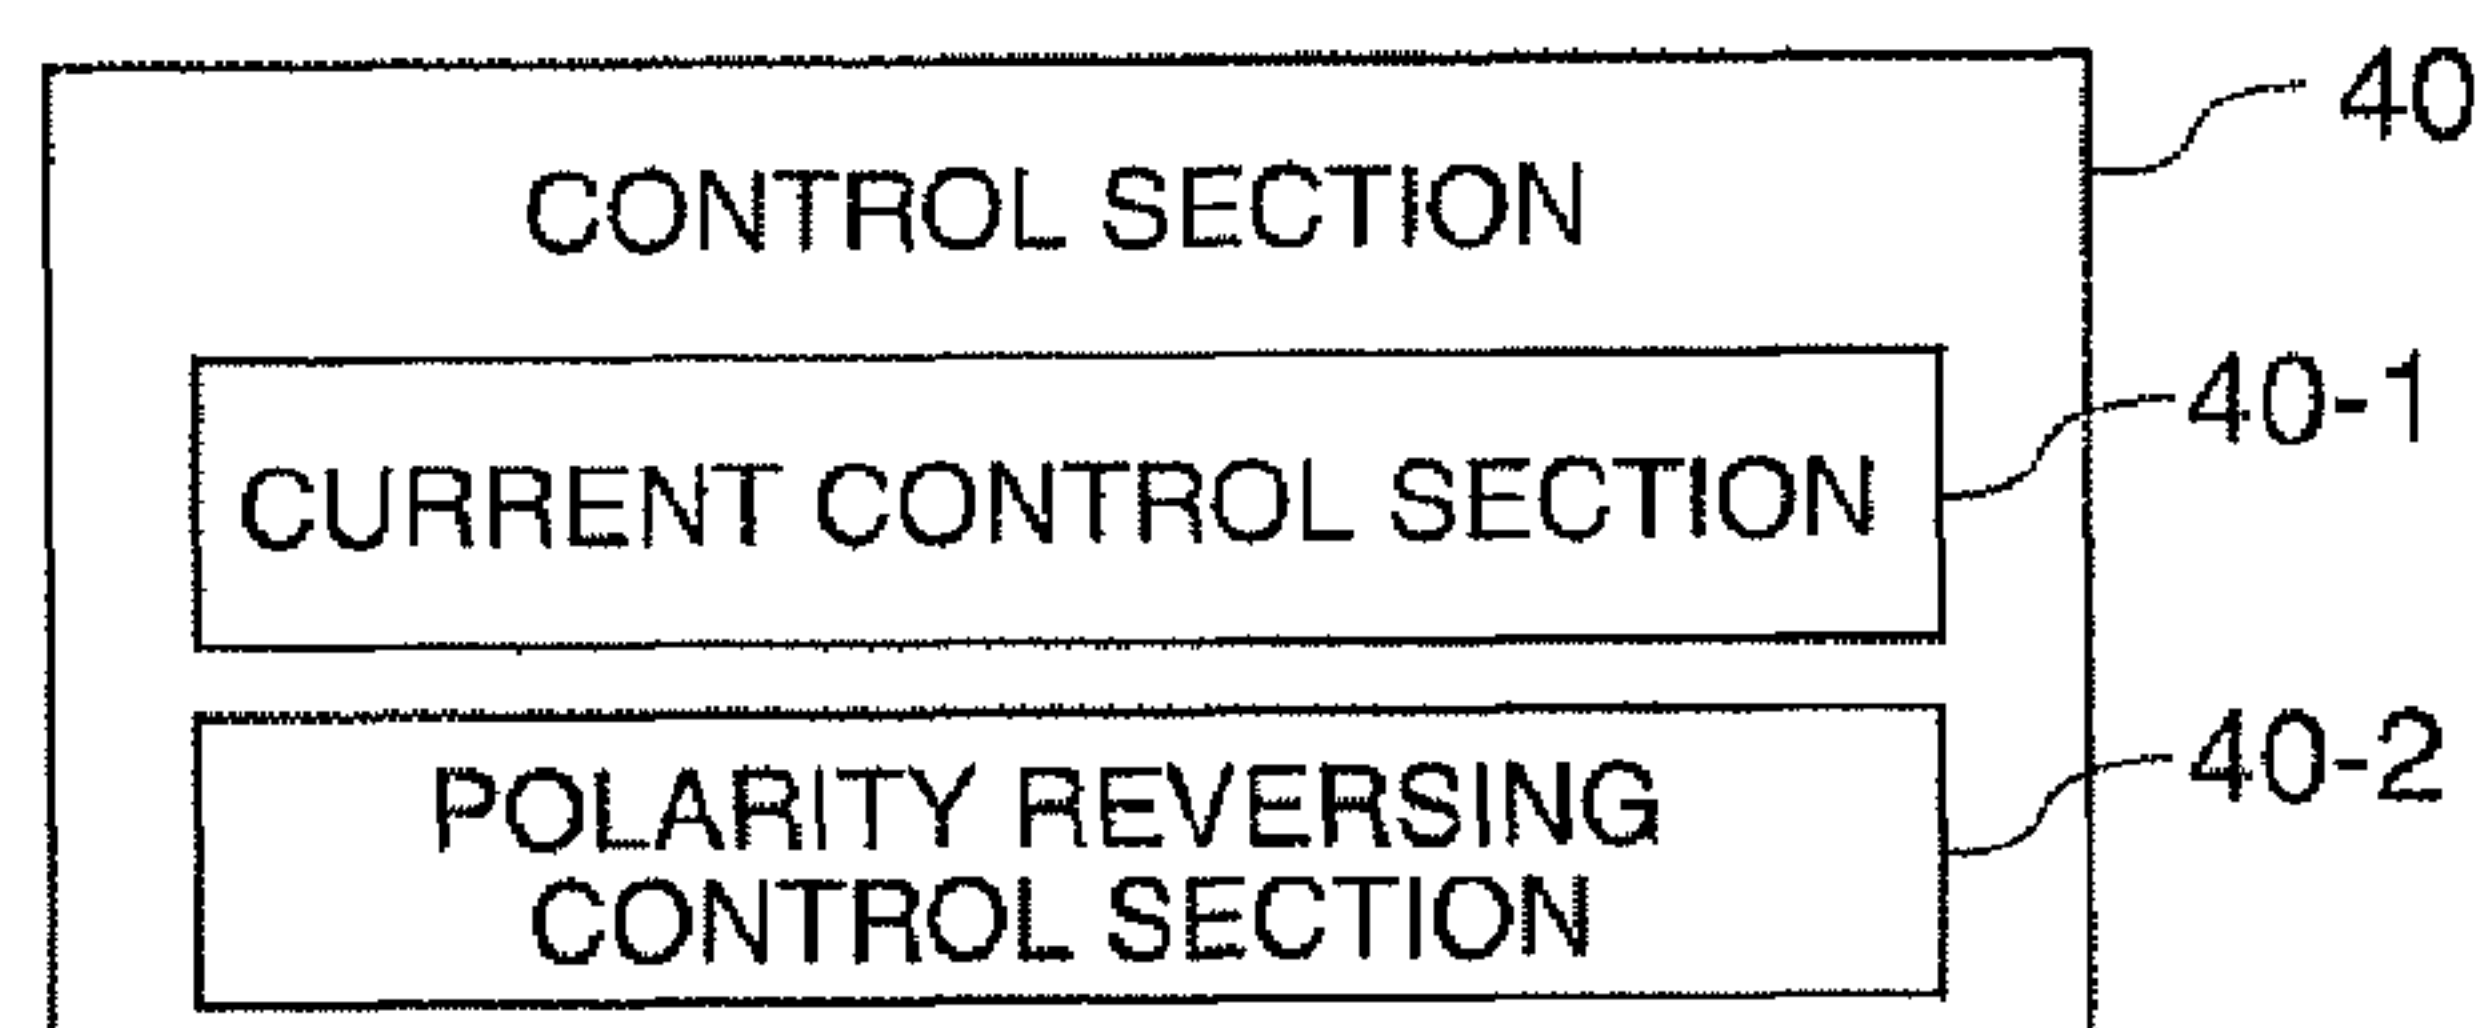 40
CONTROL SECTION
40-1
CURRENT CONTROL SECTION
40-2
POLARITY REVERSING
CONTROL SECTION